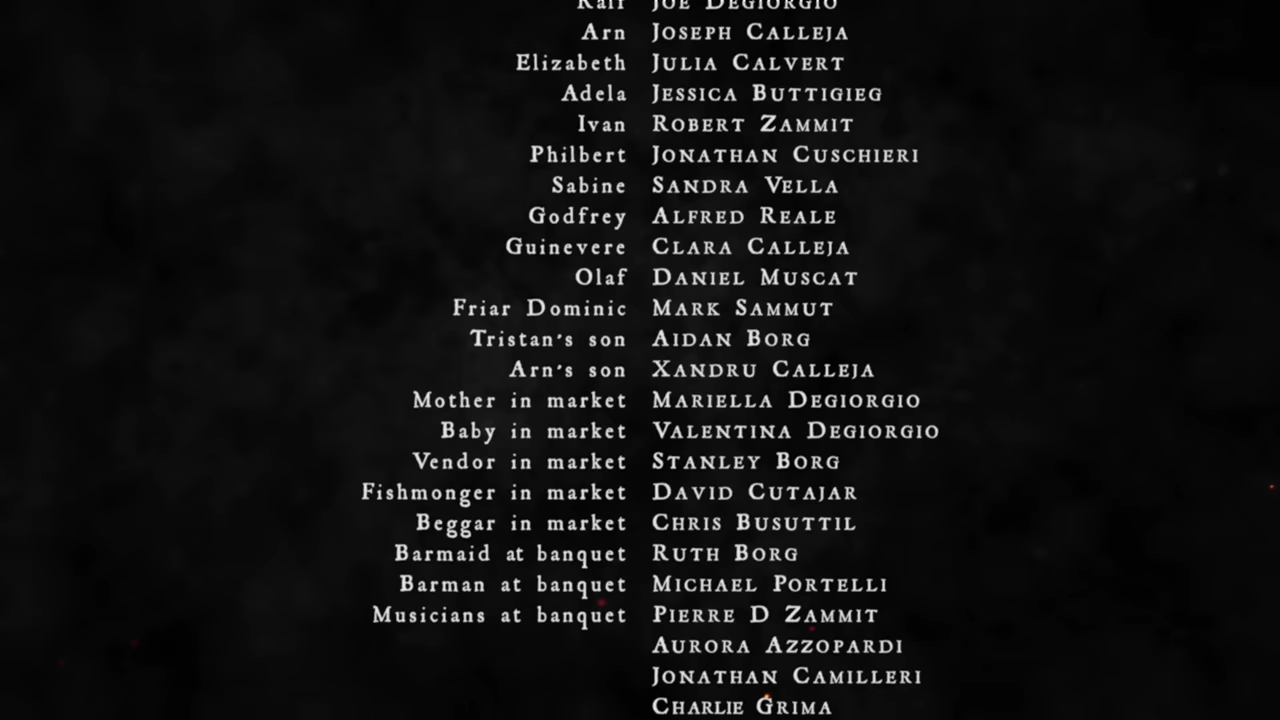 Ralf JOE DEGIORGIO
Arn JOSEPH CALLEJA
Elizabeth JULIA CALVERT
Adela JESSICA BUTTIGIEG
Ivan ROBERT ZAMMIT
Philbert JONATHAN CUSCHIERI
Sabine SANDRA VELLA
Godfrey ALFRED REALE
Guinevere CLARA CALLEJA
Olaf DANIEL MUSCAT
Friar Dominic MARK SAMMUT
Tristan's son AIDAN BORG
Arn's son XANDRU CALLEJA
Mother in market MARIELLA DEGIORGIO
Baby in market VALENTINA DEGIORGIO
Vendor in market STANLEY BORG
Fishmonger in market DAVID CUTAJAR
Beggar in market CHRIS BUSUTTIL
Barmaid at banquet RUTH BORG
Barman at banquet MICHAEL PORTELLI
Musicians at banquet PIERRE D ZAMMIT
AURORA AZZOPARDI
JONATHAN CAMILLERI
CHARLIE GRIMA